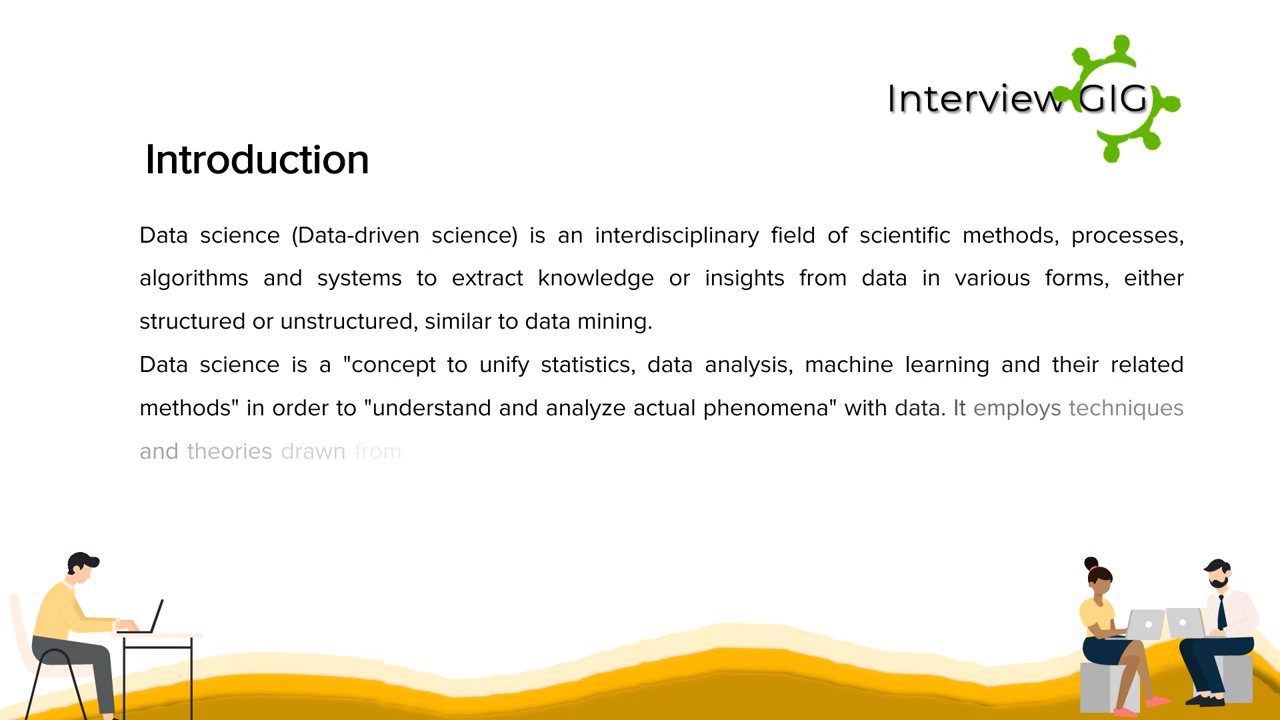 Interview GIG
Introduction
Data science (Data-driven science) is an interdisciplinary field of scientific methods, processes,
algorithms and systems to extract knowledge or insights from data in various forms, either
structured or unstructured, similar to data mining.
Data science is a "concept to unify statistics, data analysis, machine learning and their related
methods" in order to "understand and analyze actual phenomena" with data. It employs techniques
and theories drawn from